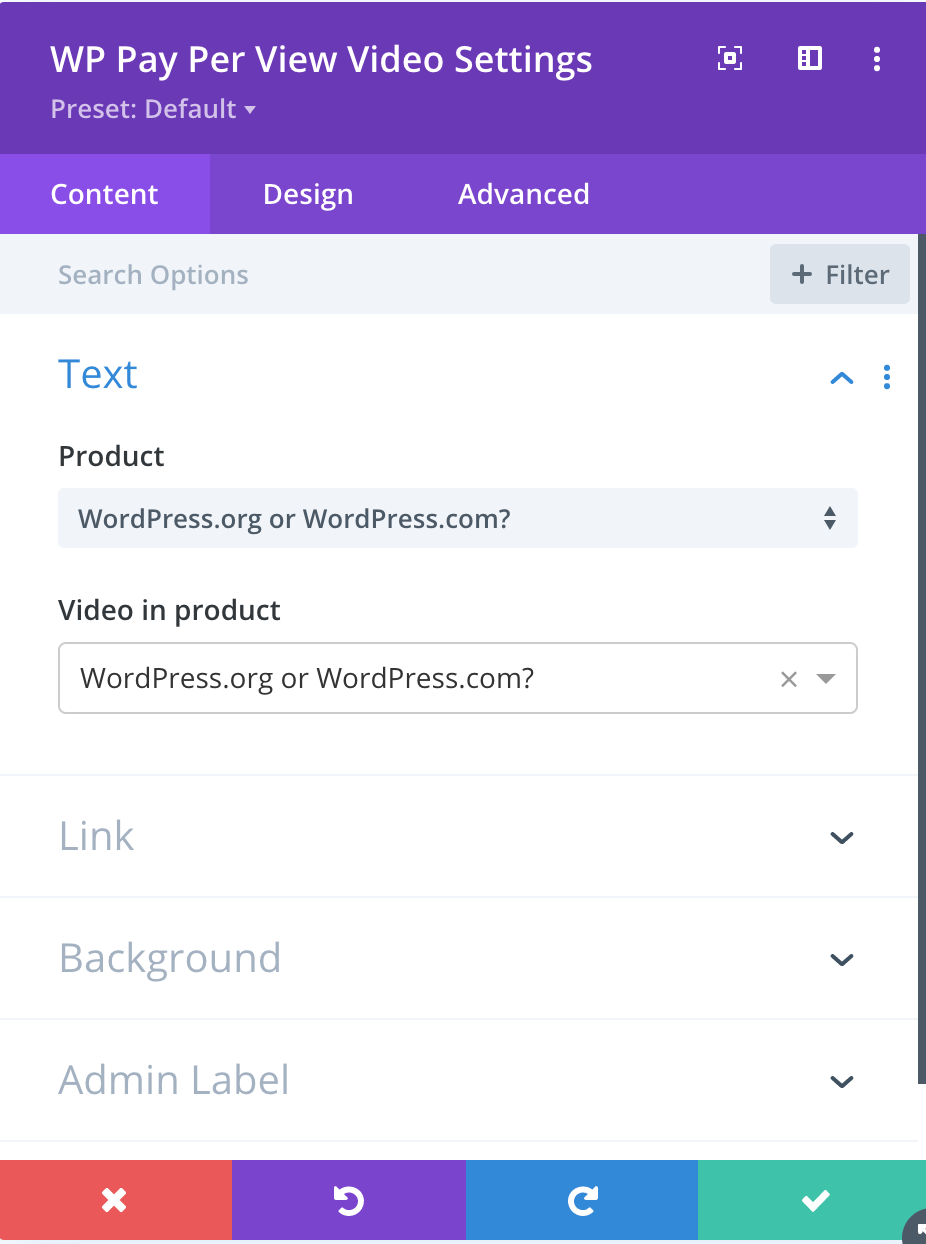 WP Pay Per View Video Settings
Preset: Default
Content
Design
Advanced
Search Options
+ Filter
Text
Product
WordPress.org or WordPress.com?
Video in product
WordPress.org or WordPress.com?
Link
Background
Admin Label